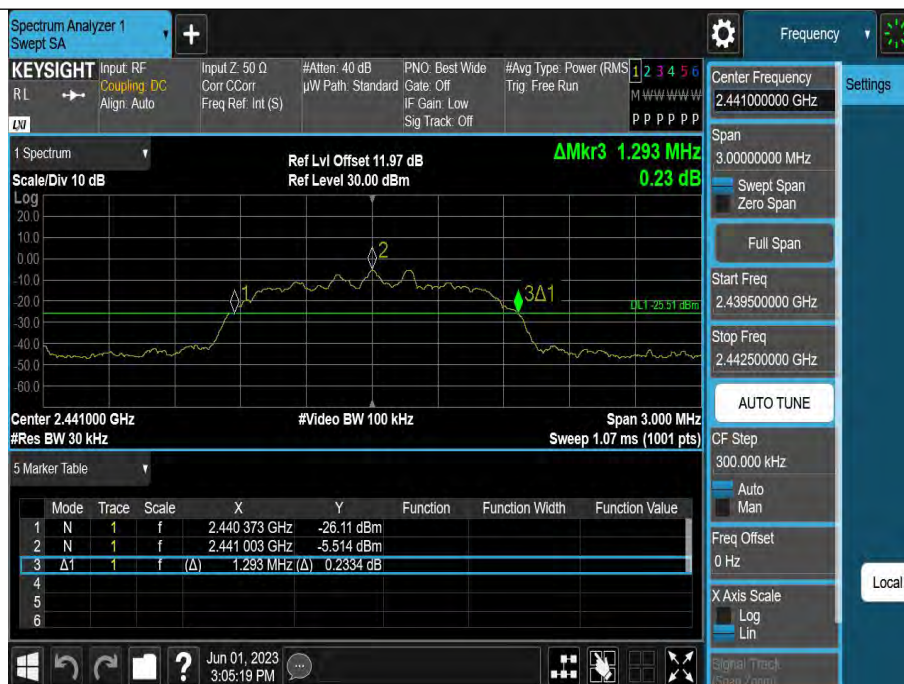 Spectrum Analyzer 1
Swept SA
Frequency
KEYSIGHT
RL
LXI
Input: RF
Coupling: DC
Align: Auto
Input Z: 50 Ω
Corr CCorr
Freq Ref: Int (S)
#Atten: 40 dB
µW Path: Standard
PNO: Best Wide
Gate: Off
IF Gain: Low
Sig Track: Off
#Avg Type: Power (RMS
Trig: Free Run
1 2 3 4 5 6
M W W W W W
P P P P P P
Center Frequency
2.441000000 GHz
Settings
1 Spectrum
Scale/Div 10 dB
Ref Lvl Offset 11.97 dB
Ref Level 30.00 dBm
ΔMkr3 1.293 MHz
0.23 dB
Log
20.0
10.0
0.00
-10.0
-20.0
-30.0
-40.0
-50.0
-60.0
1
2
3Δ1
DL1 -25.51 dBm
Center 2.441000 GHz
#Video BW 100 kHz
Span 3.000 MHz
#Res BW 30 kHz
Sweep 1.07 ms (1001 pts)
Span
3.00000000 MHz
Swept Span
Zero Span
Full Span
Start Freq
2.439500000 GHz
Stop Freq
2.442500000 GHz
AUTO TUNE
CF Step
300.000 kHz
Auto
Man
Freq Offset
0 Hz
X Axis Scale
Log
Lin
Signal Track
(Span Zoom)
Local
5 Marker Table
Mode Trace Scale X Y Function Function Width Function Value
1 N 1 f 2.440 373 GHz -26.11 dBm
2 N 1 f 2.441 003 GHz -5.514 dBm
3 Δ1 1 f (Δ) 1.293 MHz (Δ) 0.2334 dB
4
5
6
Jun 01, 2023
3:05:19 PM